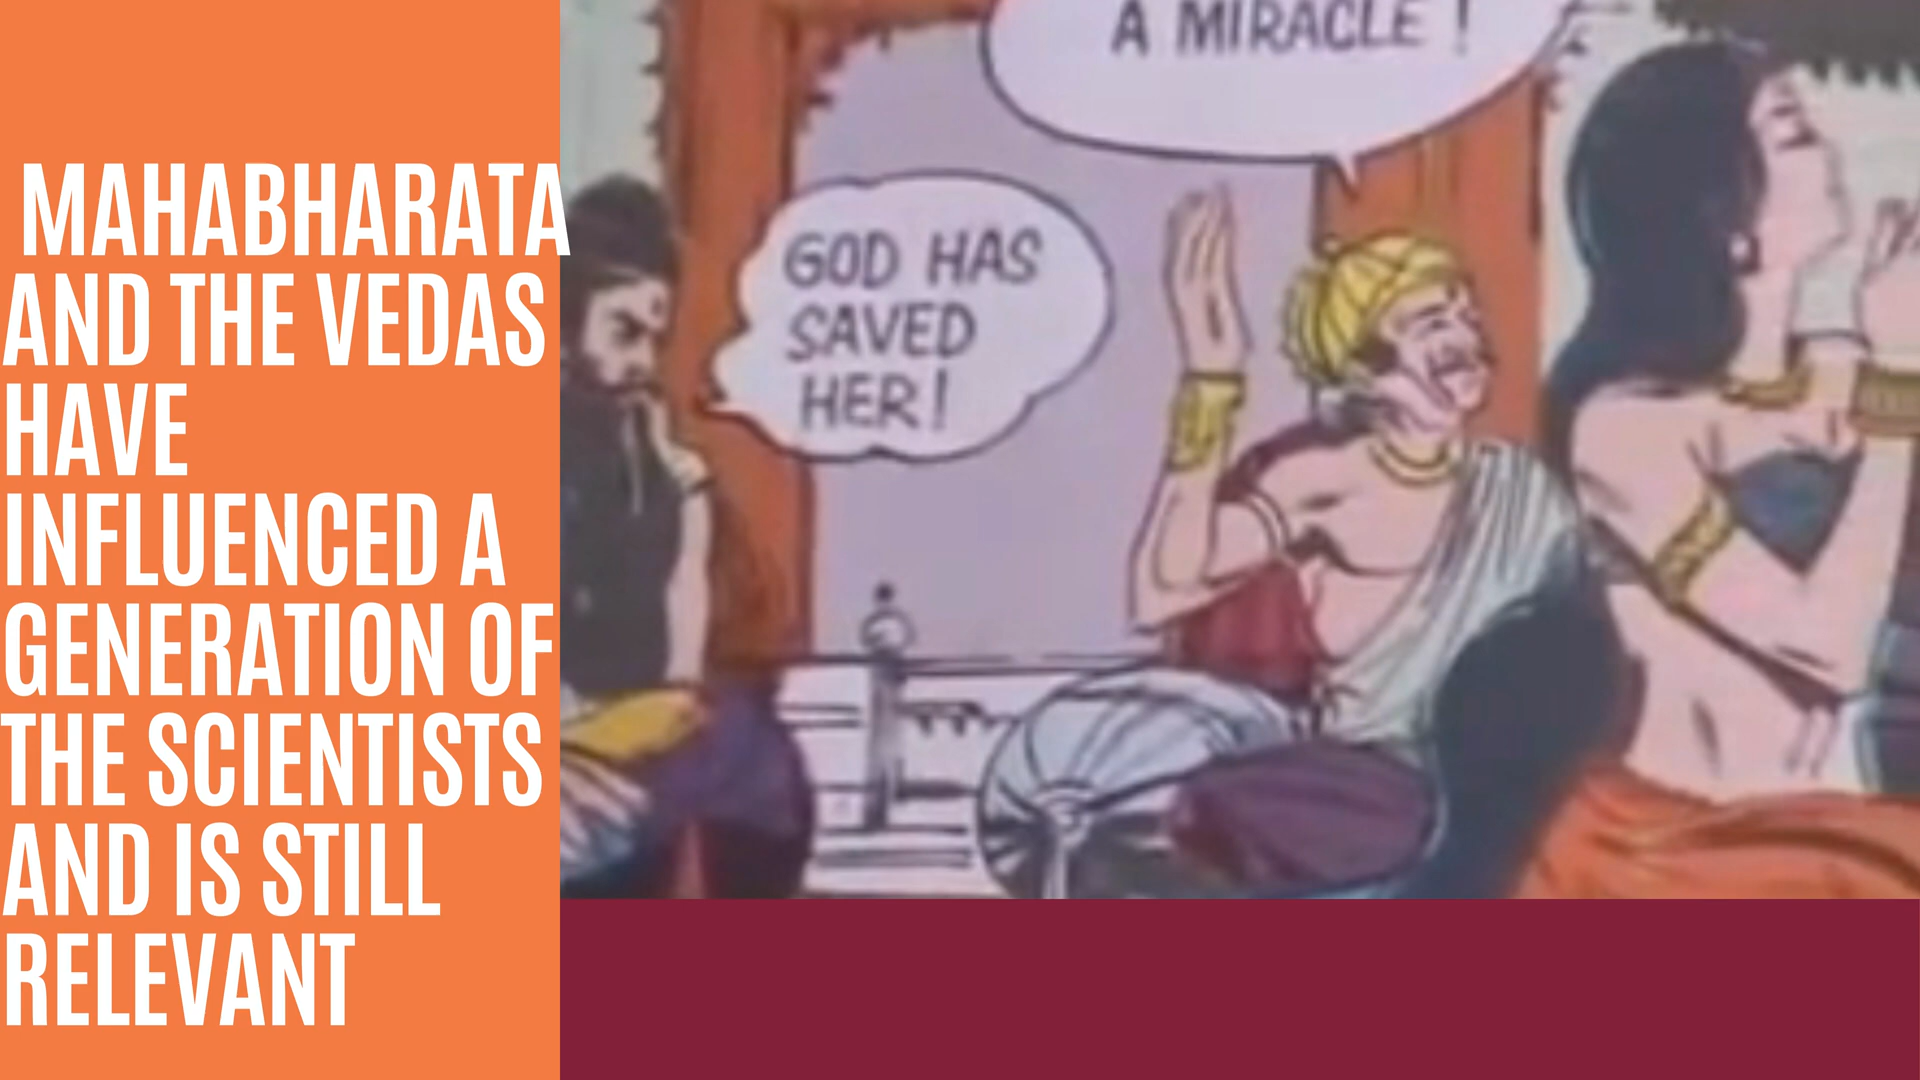 MAHABHARATA
AND THE VEDAS
HAVE
INFLUENCED A
GENERATION OF
THE SCIENTISTS
AND IS STILL
RELEVANT
A MIRACLE!
GOD HAS
SAVED
HER!